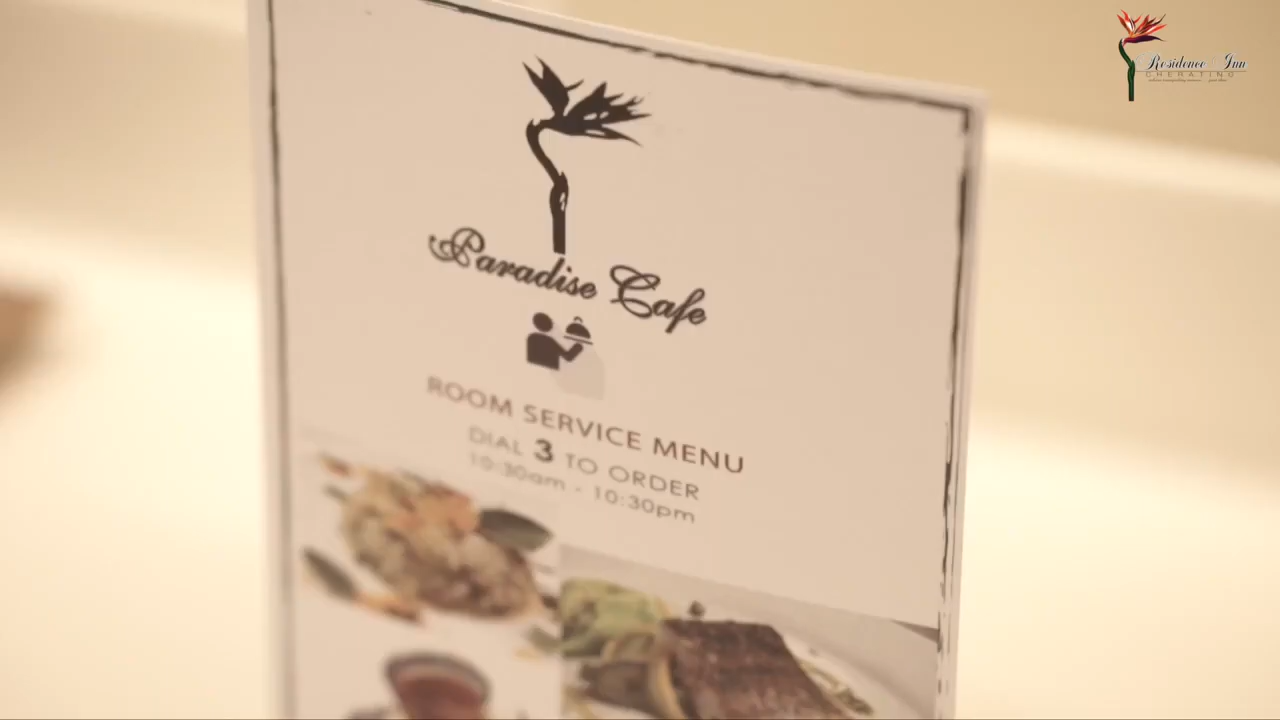 Residence Inn
CHERATING
Paradise Cafe
ROOM SERVICE MENU
DIAL 3 TO ORDER
10:30am - 10:30pm